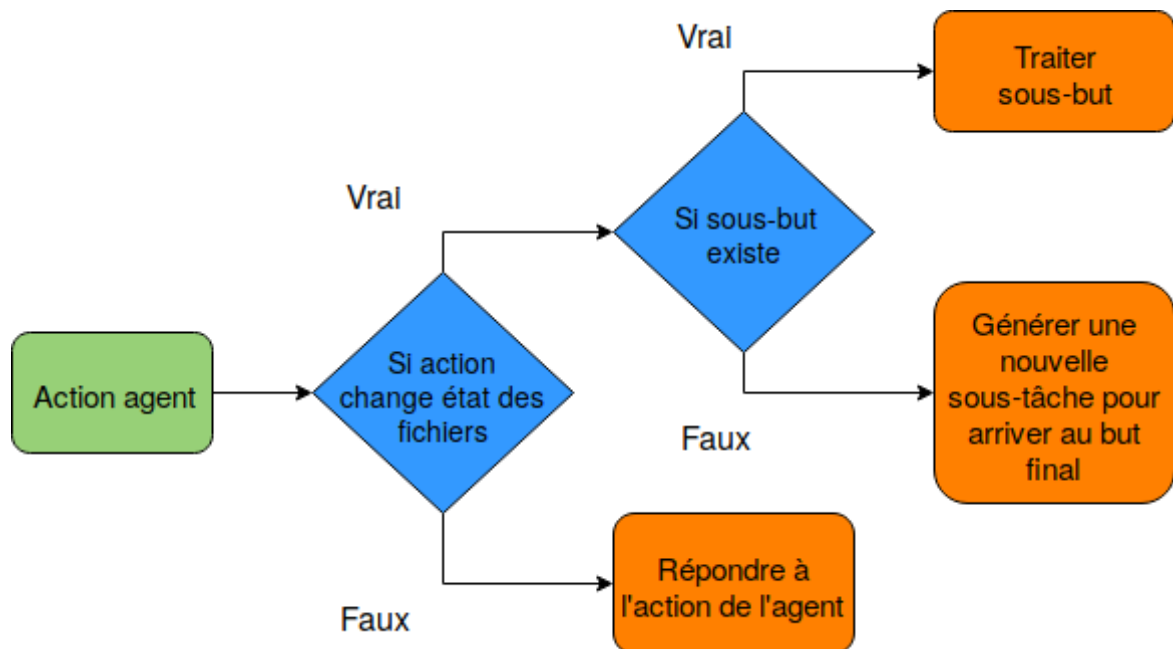 Vrai
Traiter
sous-but
Vrai
Si sous-but
existe
Action agent
Si action
change état des
fichiers
Générer une
nouvelle
sous-tâche pour
arriver au but
final
Faux
Répondre à
l'action de l'agent
Faux